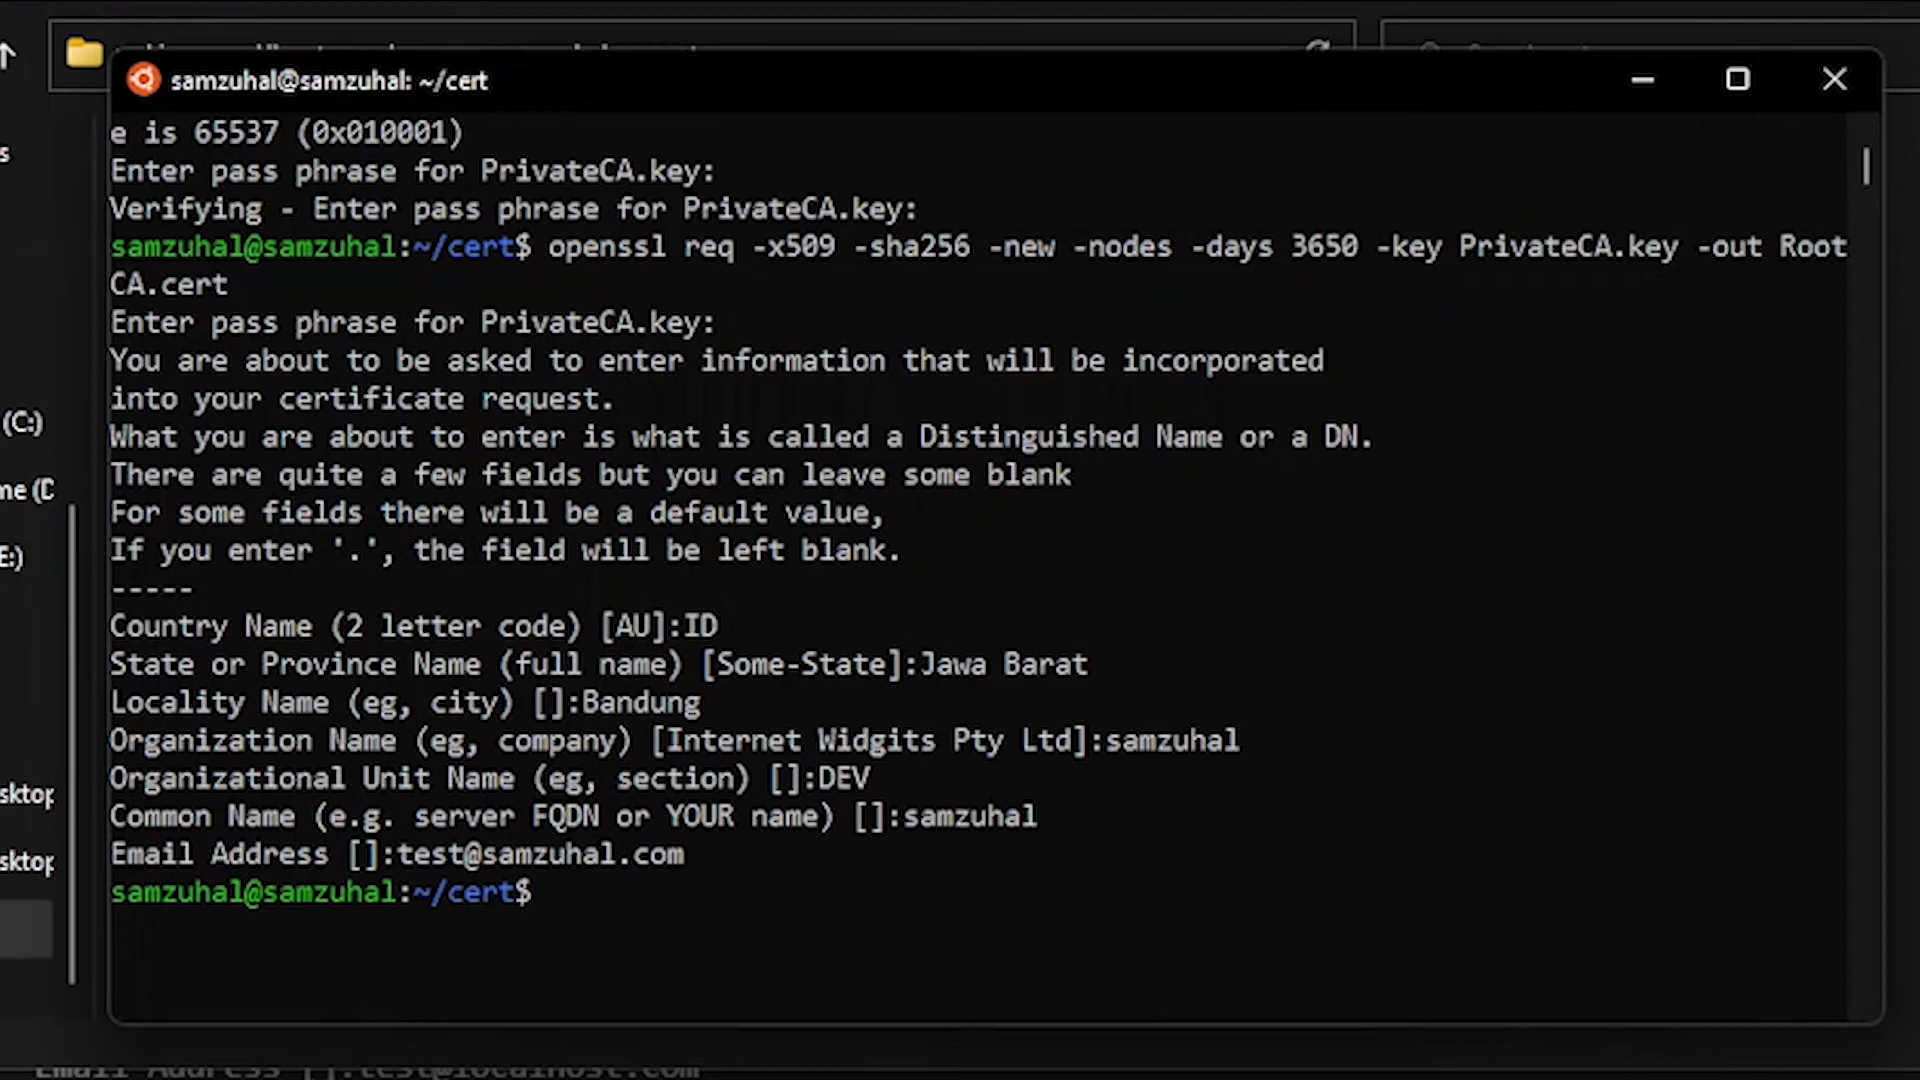 samzuhal@samzuhal: ~/cert
e is 65537 (0x010001)
Enter pass phrase for PrivateCA.key:
Verifying - Enter pass phrase for PrivateCA.key:
samzuhal@samzuhal:~/cert$ openssl req -x509 -sha256 -new -nodes -days 3650 -key PrivateCA.key -out Root
CA.cert
Enter pass phrase for PrivateCA.key:
You are about to be asked to enter information that will be incorporated
into your certificate request.
What you are about to enter is what is called a Distinguished Name or a DN.
There are quite a few fields but you can leave some blank
For some fields there will be a default value,
If you enter '.', the field will be left blank.
-----
Country Name (2 letter code) [AU]:ID
State or Province Name (full name) [Some-State]:Jawa Barat
Locality Name (eg, city) []:Bandung
Organization Name (eg, company) [Internet Widgits Pty Ltd]:samzuhal
Organizational Unit Name (eg, section) []:DEV
Common Name (e.g. server FQDN or YOUR name) []:samzuhal
Email Address []:test@samzuhal.com
samzuhal@samzuhal:~/cert$
s
(C:)
me (D
E:)
sktop
sktop
Email Address []:test@localhost.com